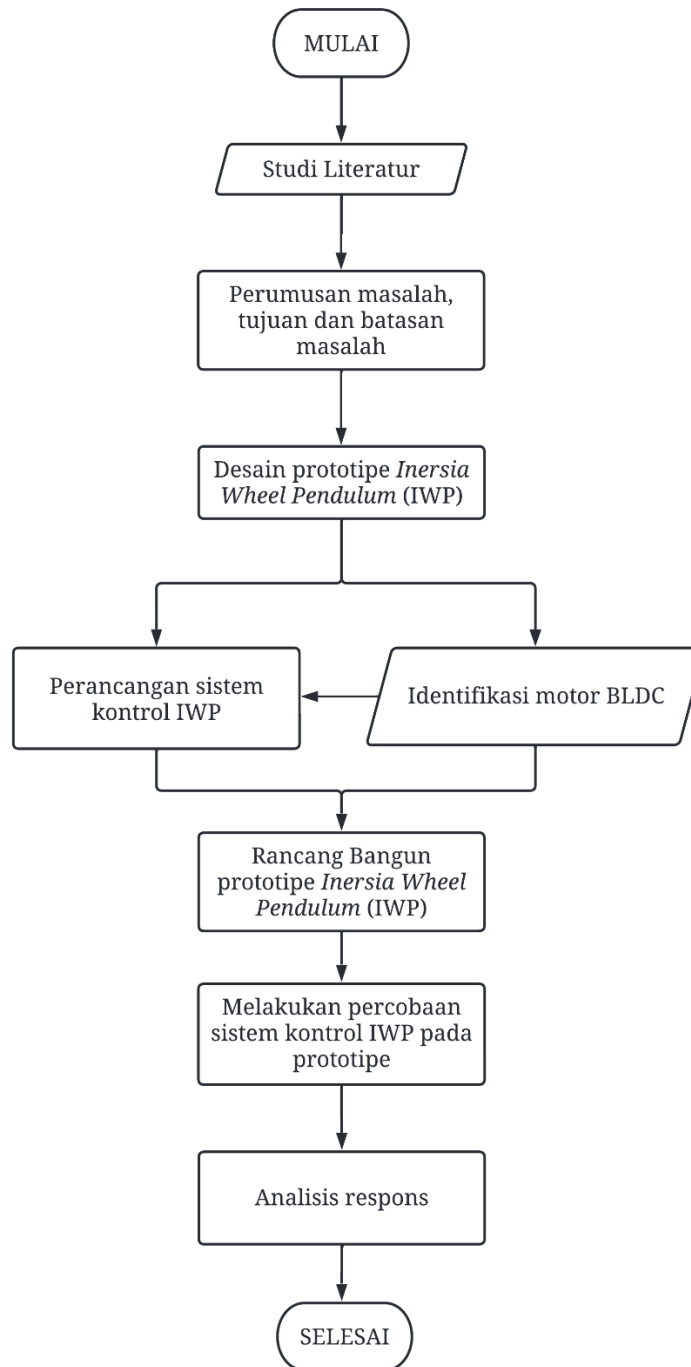 MULAI
Studi Literatur
Perumusan masalah,
tujuan dan batasan
masalah
Desain prototipe Inersia
Wheel Pendulum (IWP)
Perancangan sistem
kontrol IWP
Identifikasi motor BLDC
Rancang Bangun
prototipe Inersia Wheel
Pendulum (IWP)
Melakukan percobaan
sistem kontrol IWP pada
prototipe
Analisis respons
SELESAI